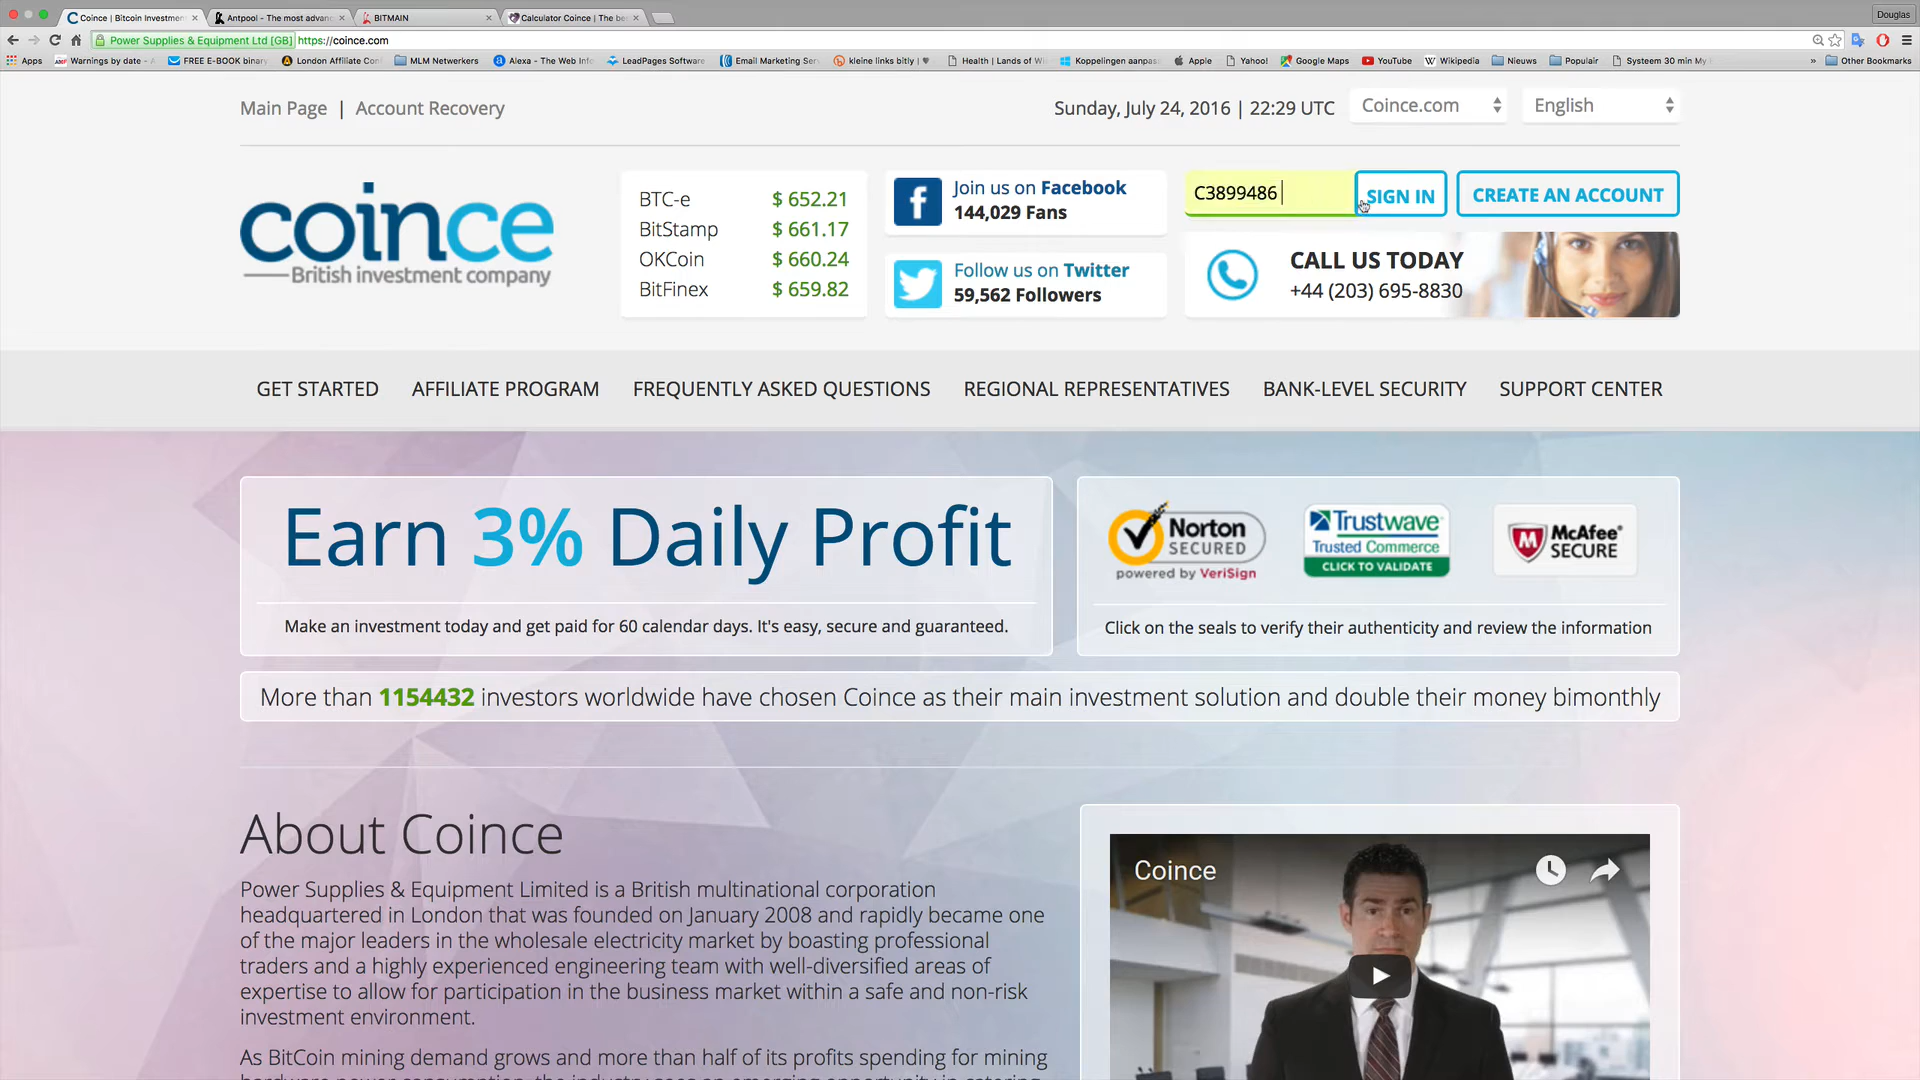 Coince | Bitcoin Investmen
Antpool - The most advan
BITMAIN
Calculator Coince | The be
Douglas
Power Supplies & Equipment Ltd [GB] https://coince.com
Apps
Warnings by date -
FREE E-BOOK binary
London Affiliate Con
MLM Netwerkers
Alexa - The Web Info
LeadPages Software
Email Marketing Ser
kleine links bitly |
Health | Lands of W
Koppelingen aanpas
Apple
Yahoo!
Google Maps
YouTube
Wikipedia
Nieuws
Populair
Systeem 30 min My
»
Other Bookmarks
Main Page | Account Recovery
Sunday, July 24, 2016 | 22:29 UTC
Coince.com
English
coince
British investment company
BTC-e $ 652.21
BitStamp $ 661.17
OKCoin $ 660.24
BitFinex $ 659.82
Join us on Facebook
144,029 Fans
Follow us on Twitter
59,562 Followers
C3899486
SIGN IN
CREATE AN ACCOUNT
CALL US TODAY
+44 (203) 695-8830
GET STARTED
AFFILIATE PROGRAM
FREQUENTLY ASKED QUESTIONS
REGIONAL REPRESENTATIVES
BANK-LEVEL SECURITY
SUPPORT CENTER
Earn 3% Daily Profit
Make an investment today and get paid for 60 calendar days. It's easy, secure and guaranteed.
Norton
SECURED
powered by VeriSign
Trustwave
Trusted Commerce
CLICK TO VALIDATE
McAfee
SECURE
Click on the seals to verify their authenticity and review the information
More than 1154432 investors worldwide have chosen Coince as their main investment solution and double their money bimonthly
About Coince
Power Supplies & Equipment Limited is a British multinational corporation
headquartered in London that was founded on January 2008 and rapidly became one
of the major leaders in the wholesale electricity market by boasting professional
traders and a highly experienced engineering team with well-diversified areas of
expertise to allow for participation in the business market within a safe and non-risk
investment environment.
As BitCoin mining demand grows and more than half of its profits spending for mining
Coince